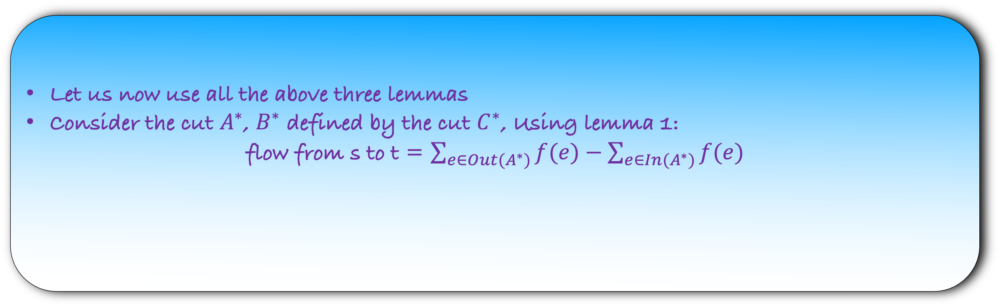 • Let us now use all the above three lemmas
• Consider the cut A*, B* defined by the cut C*, Using lemma 1:
flow from s to t = ∑_{e∈Out(A*)} f(e) − ∑_{e∈In(A*)} f(e)